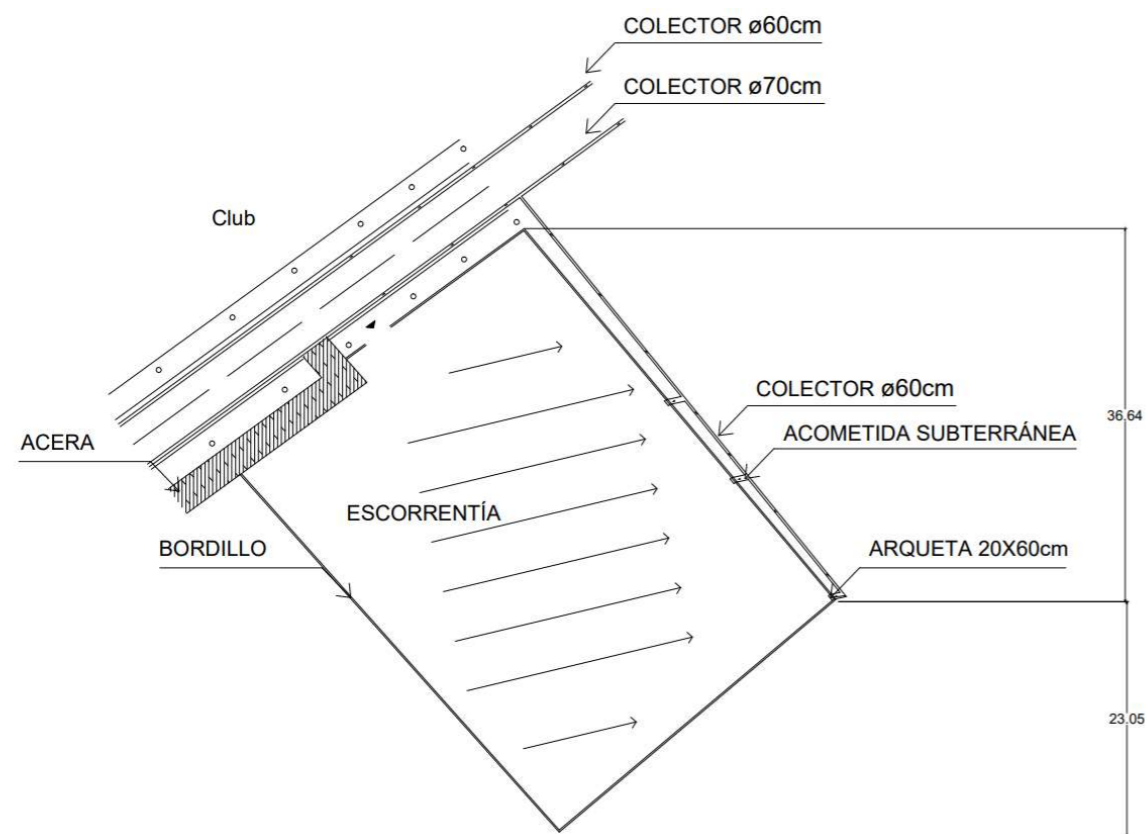 COLECTOR ø60cm
COLECTOR ø70cm
Club
COLECTOR ø60cm
36.64
ACOMETIDA SUBTERRÁNEA
ACERA
ESCORRENTÍA
BORDILLO
ARQUETA 20X60cm
23.05